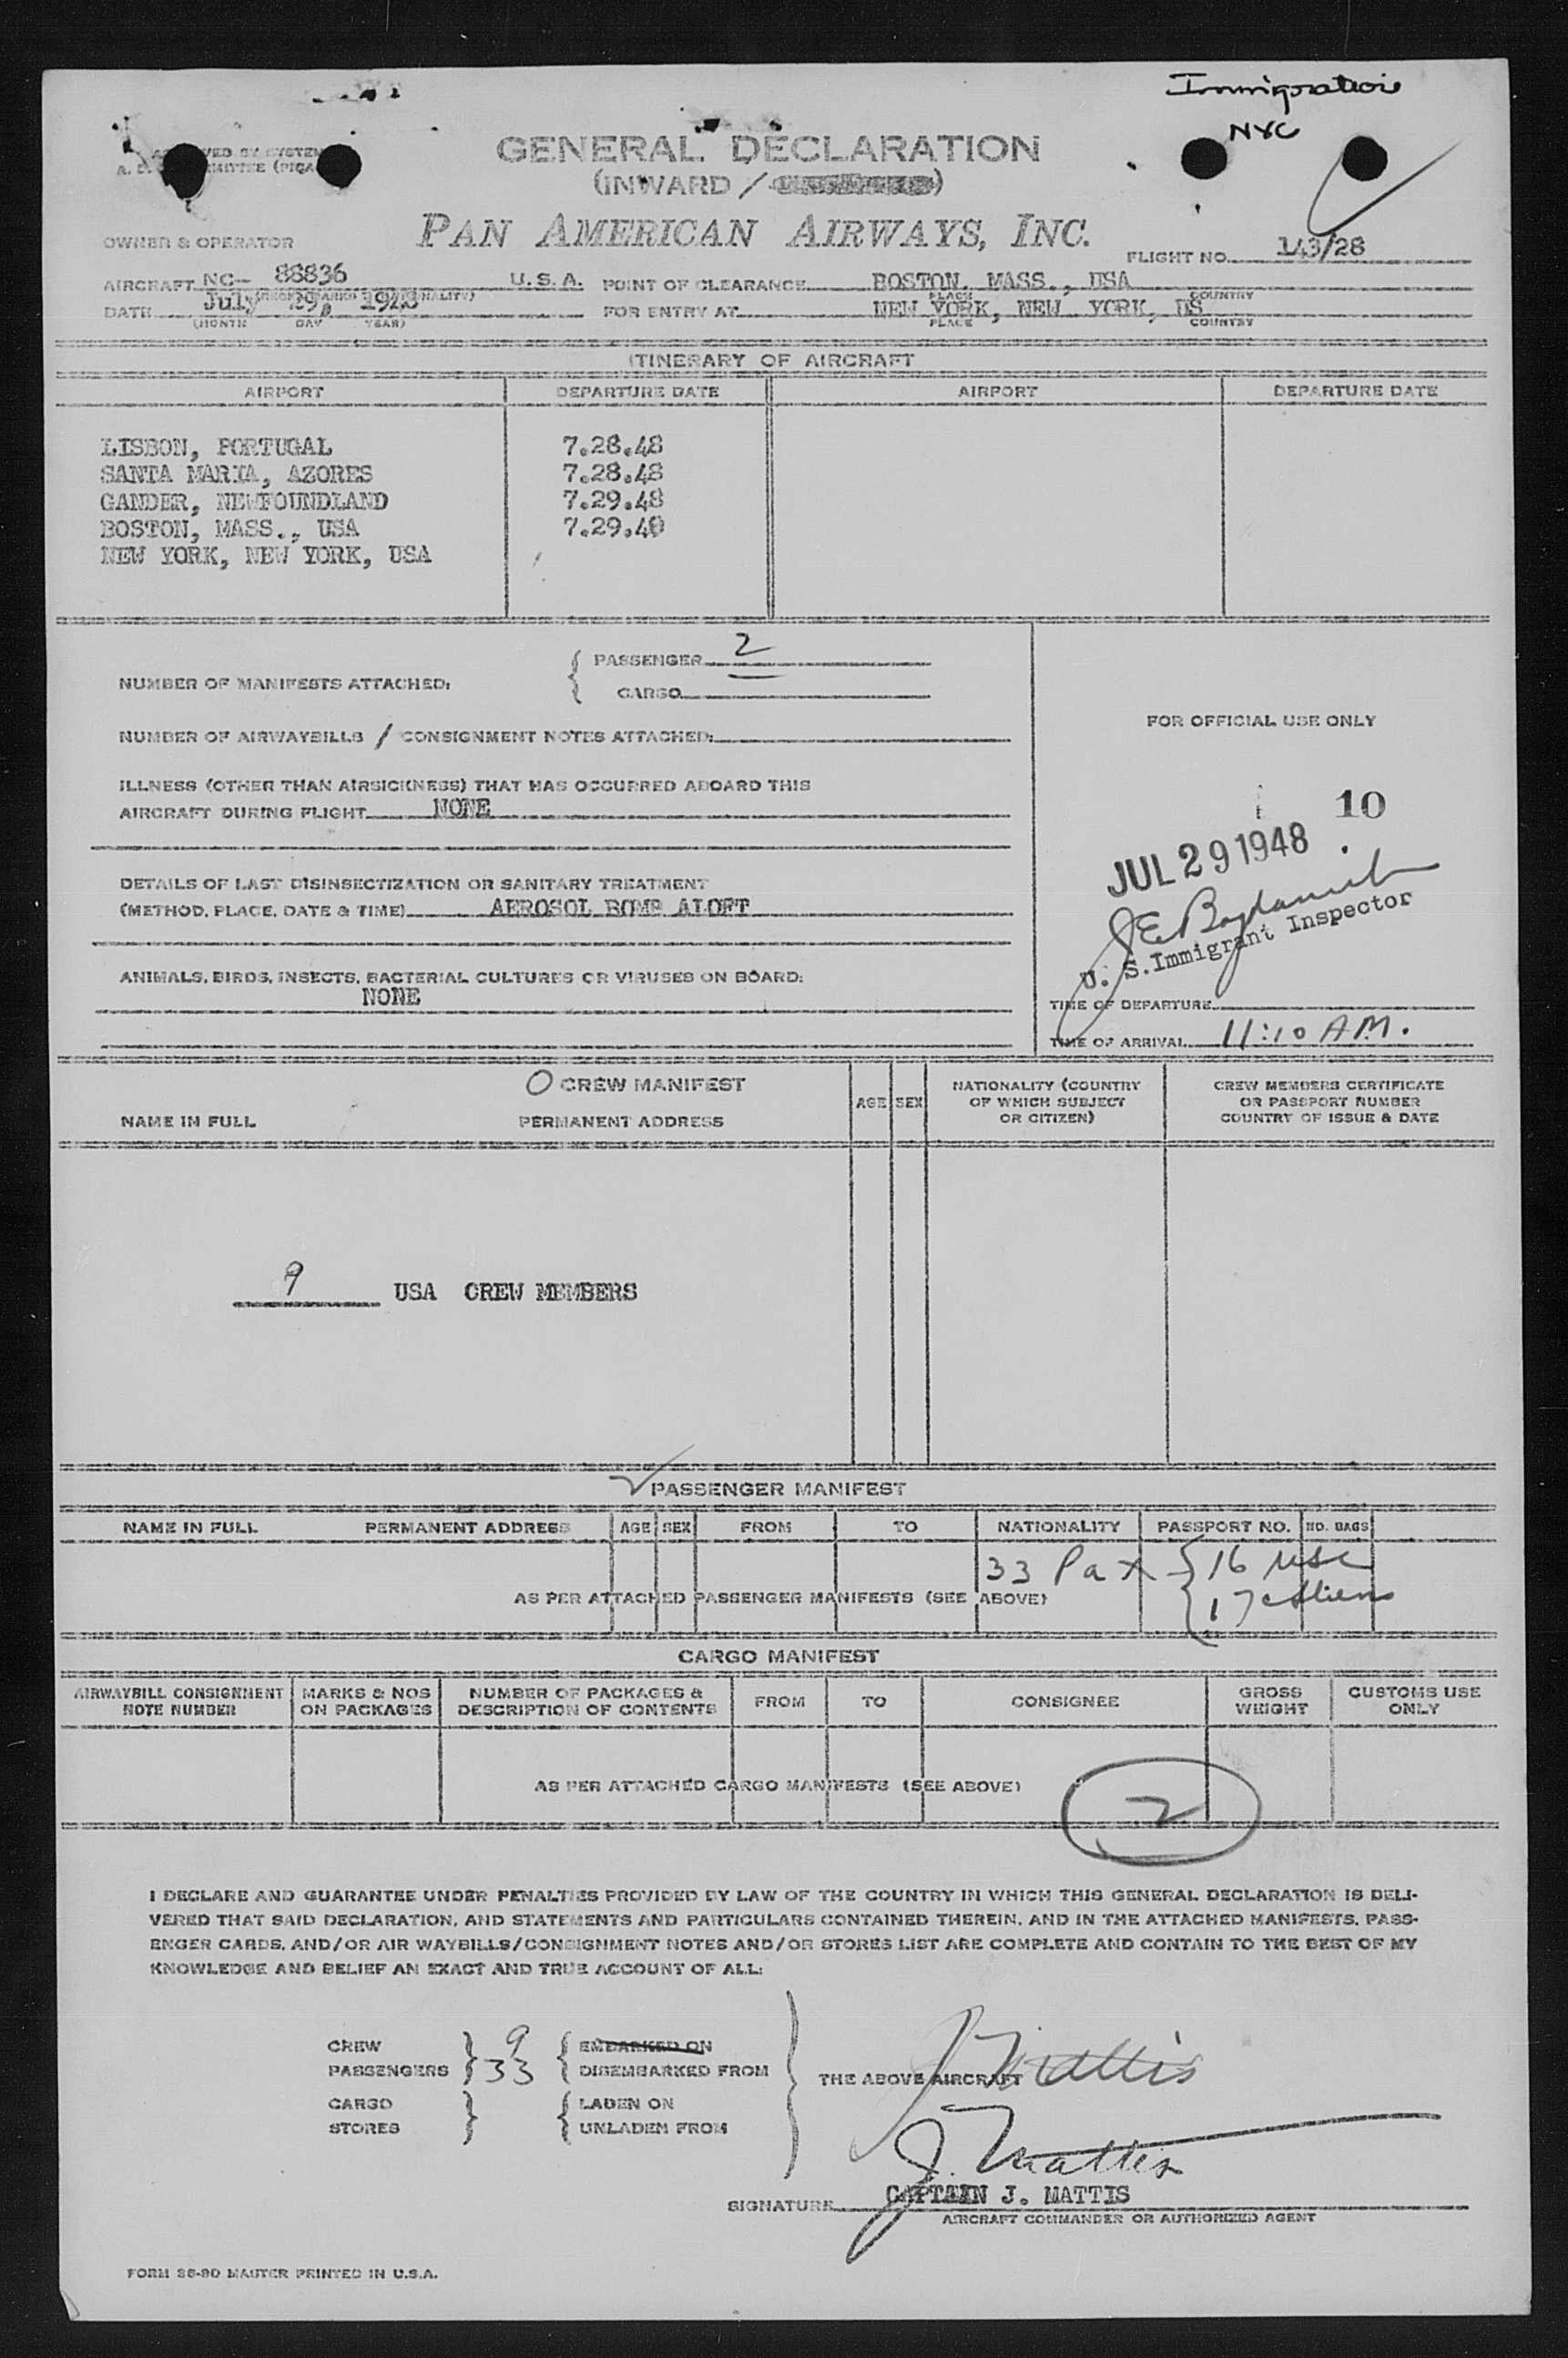 Immigration
NYC
GENERAL DECLARATION
(INWARD /
PAN AMERICAN AIRWAYS, INC.
OWNER & OPERATOR
FLIGHT NO. 143/28
AIRCRAFT NC- 88836 U.S.A. POINT OF CLEARANCE BOSTON, MASS., USA
PLACE COUNTRY
DATE July 29, 1948 FOR ENTRY AT NEW YORK, NEW YORK, US
(MONTH DAY YEAR) PLACE COUNTRY
ITINERARY OF AIRCRAFT
AIRPORT DEPARTURE DATE AIRPORT DEPARTURE DATE
LISBON, PORTUGAL 7.28.48
SANTA MARIA, AZORES 7.28.48
GANDER, NEWFOUNDLAND 7.29.48
BOSTON, MASS., USA 7.29.48
NEW YORK, NEW YORK, USA
NUMBER OF MANIFESTS ATTACHED: { PASSENGER 2
CARGO
NUMBER OF AIRWAYBILLS / CONSIGNMENT NOTES ATTACHED:
FOR OFFICIAL USE ONLY
ILLNESS (OTHER THAN AIRSICKNESS) THAT HAS OCCURRED ABOARD THIS
AIRCRAFT DURING FLIGHT NONE
10
JUL 29 1948
DETAILS OF LAST DISINSECTIZATION OR SANITARY TREATMENT
(METHOD, PLACE, DATE & TIME) AEROSOL BOMB ALOFT
U. S. Immigrant Inspector
ANIMALS, BIRDS, INSECTS, BACTERIAL CULTURES OR VIRUSES ON BOARD:
NONE
TIME OF DEPARTURE
TIME OF ARRIVAL 11:10 A.M.
O CREW MANIFEST
NAME IN FULL PERMANENT ADDRESS AGE SEX NATIONALITY (COUNTRY OF WHICH SUBJECT OR CITIZEN) CREW MEMBERS CERTIFICATE OR PASSPORT NUMBER COUNTRY OF ISSUE & DATE
9 USA CREW MEMBERS
PASSENGER MANIFEST
NAME IN FULL PERMANENT ADDRESS AGE SEX FROM TO NATIONALITY PASSPORT NO. NO. BAGS
33 Pax { 16 USC
17 Aliens
AS PER ATTACHED PASSENGER MANIFESTS (SEE ABOVE)
CARGO MANIFEST
AIRWAYBILL CONSIGNMENT NOTE NUMBER MARKS & NOS ON PACKAGES NUMBER OF PACKAGES & DESCRIPTION OF CONTENTS FROM TO CONSIGNEE GROSS WEIGHT CUSTOMS USE ONLY
AS PER ATTACHED CARGO MANIFESTS (SEE ABOVE)
2
I DECLARE AND GUARANTEE UNDER PENALTIES PROVIDED BY LAW OF THE COUNTRY IN WHICH THIS GENERAL DECLARATION IS DELI-
VERED THAT SAID DECLARATION, AND STATEMENTS AND PARTICULARS CONTAINED THEREIN, AND IN THE ATTACHED MANIFESTS, PASS-
ENGER CARDS, AND/OR AIR WAYBILLS/CONSIGNMENT NOTES AND/OR STORES LIST ARE COMPLETE AND CONTAIN TO THE BEST OF MY
KNOWLEDGE AND BELIEF AN EXACT AND TRUE ACCOUNT OF ALL:
CREW 9 EMBARKED ON
PASSENGERS 33 DISEMBARKED FROM
THE ABOVE AIRCRAFT J Mattis
CARGO LADEN ON
STORES UNLADEN FROM
J. Mattis
SIGNATURE CAPTAIN J. MATTIS
AIRCRAFT COMMANDER OR AUTHORIZED AGENT
FORM 86-9D MASTER PRINTED IN U.S.A.